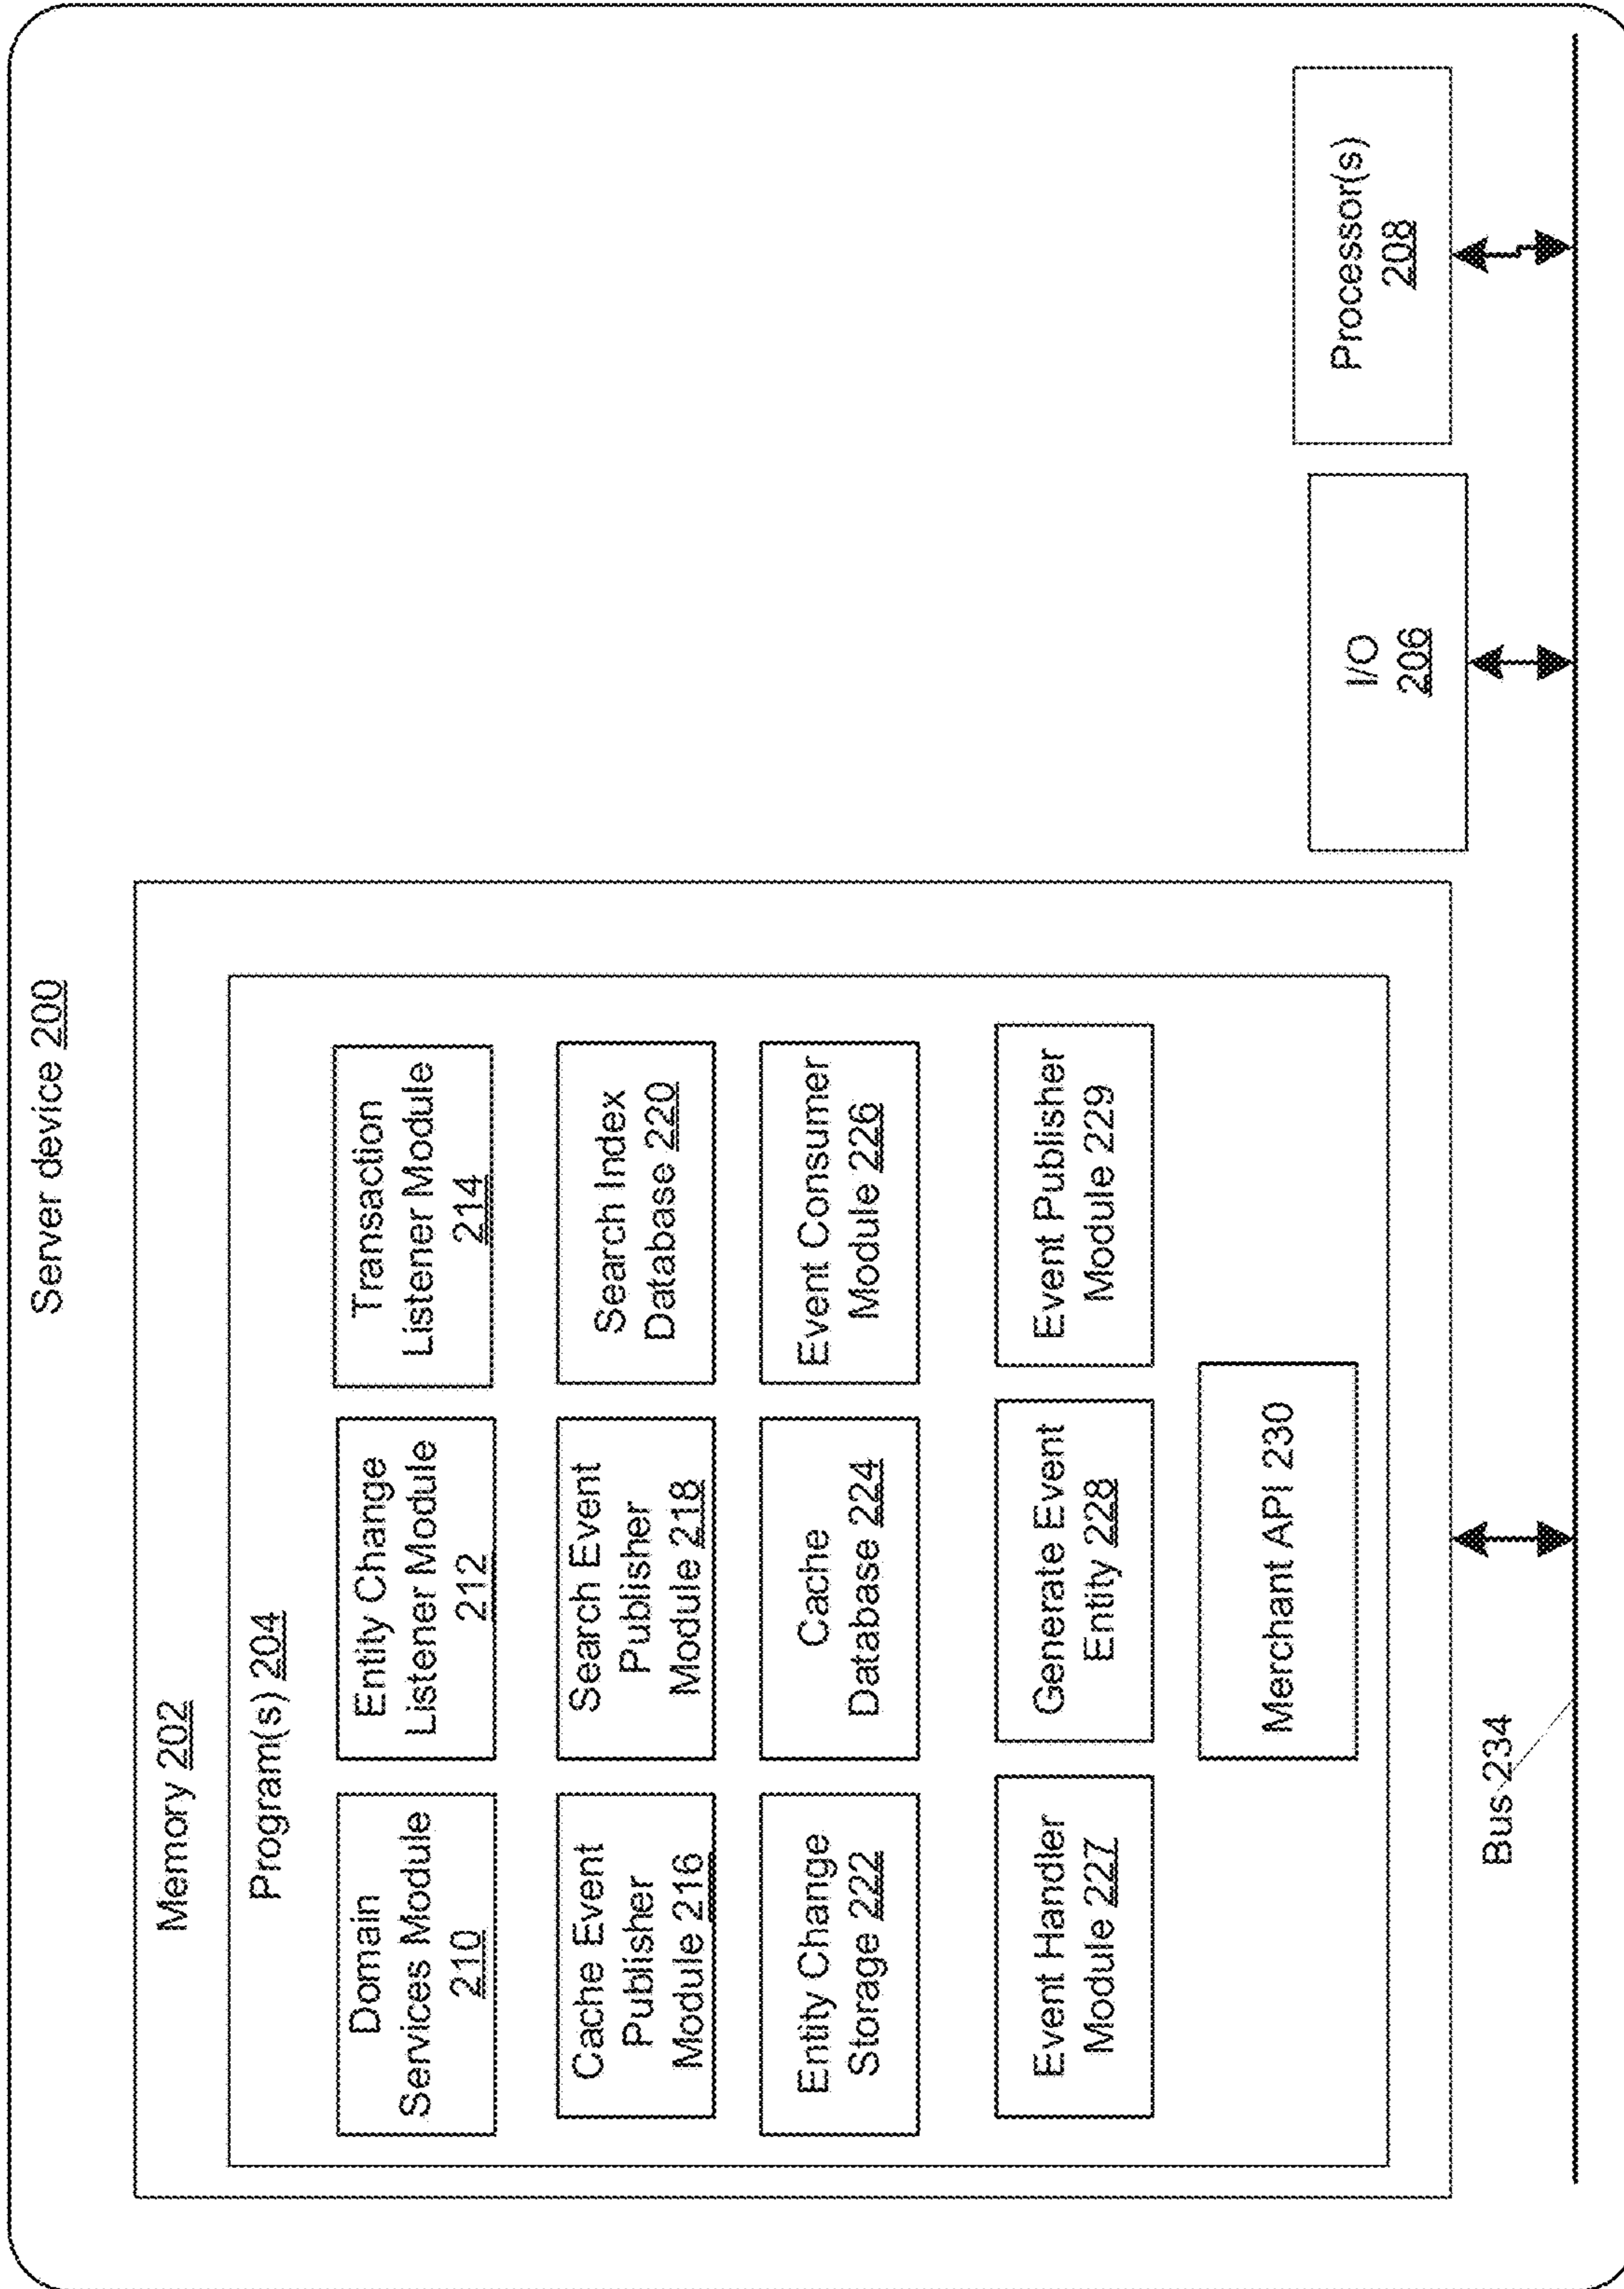 Server device 200
Memory 202
Program(s) 204
Domain
Services Module
210
Entity Change
Listener Module
212
Transaction
Listener Module
214
Cache Event
Publisher
Module 216
Search Event
Publisher
Module 218
Search Index
Database 220
Entity Change
Storage 222
Cache
Database 224
Event Consumer
Module 226
Event Handler
Module 227
Generate Event
Entity 228
Event Publisher
Module 229
Merchant API 230
I/O
206
Processor(s)
208
Bus 234